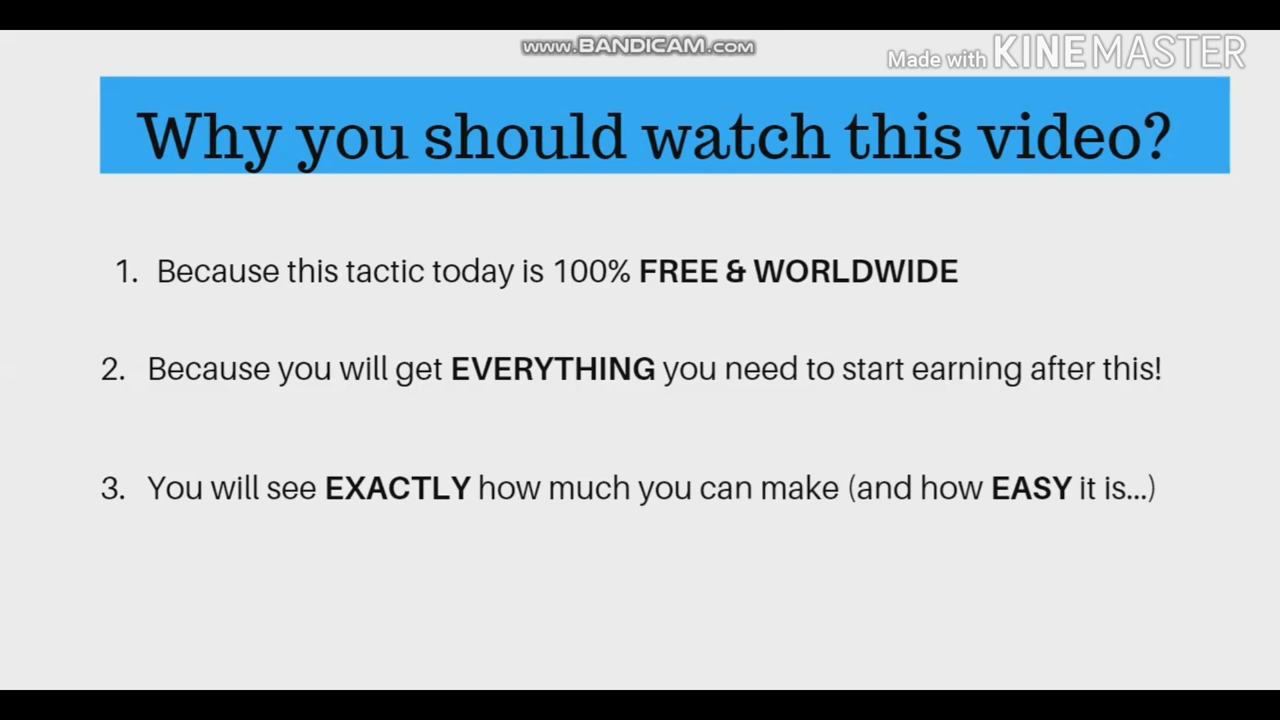 www.BANDICAM.com
Made with KINEMASTER
Why you should watch this video?
1. Because this tactic today is 100% FREE & WORLDWIDE
2. Because you will get EVERYTHING you need to start earning after this!
3. You will see EXACTLY how much you can make (and how EASY it is...)